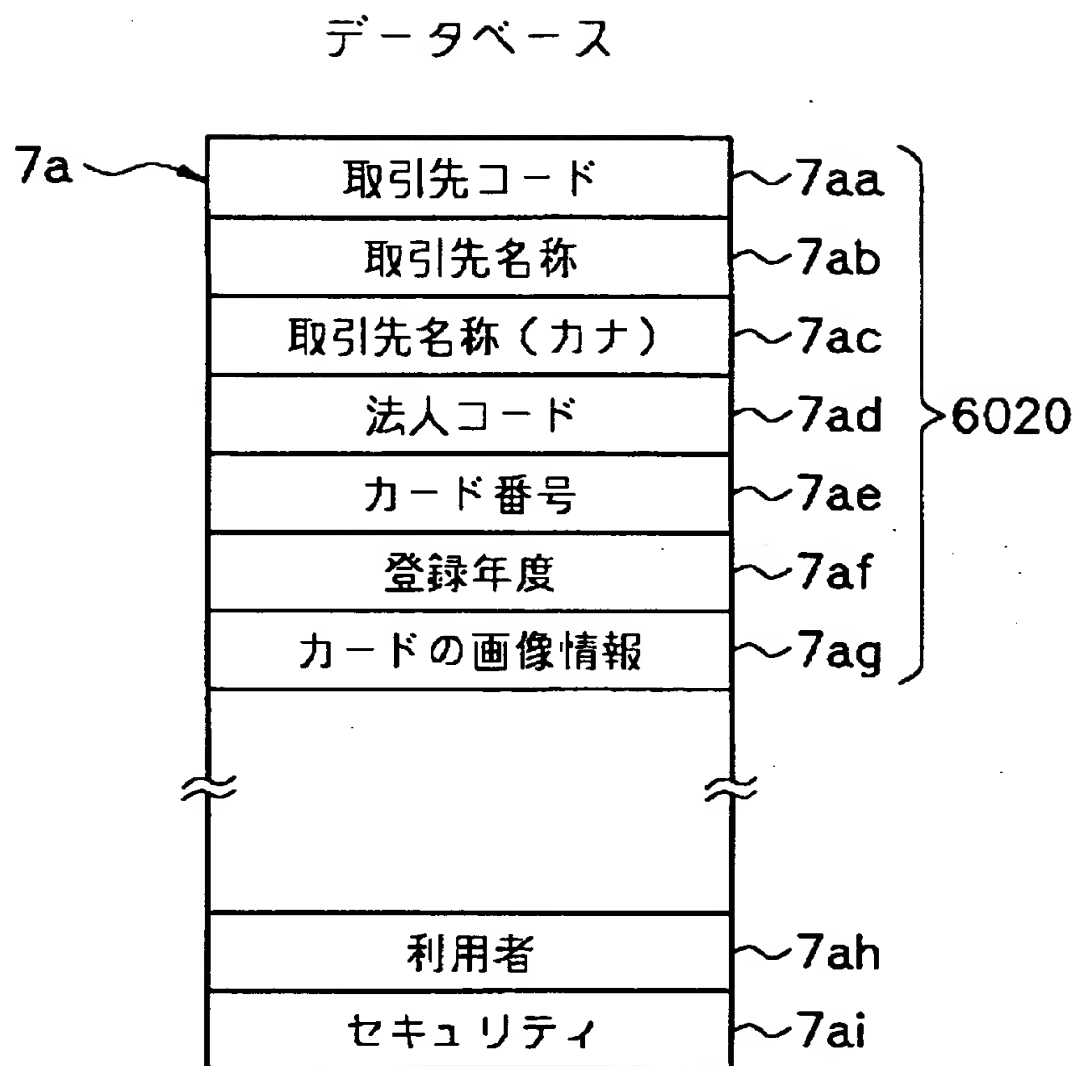 データベース
7a
取引先コード 7aa
取引先名称 7ab
取引先名称(カナ) 7ac
法人コード 7ad
6020
カード番号 7ae
登録年度 7af
カードの画像情報 7ag
利用者 7ah
セキュリティ 7ai